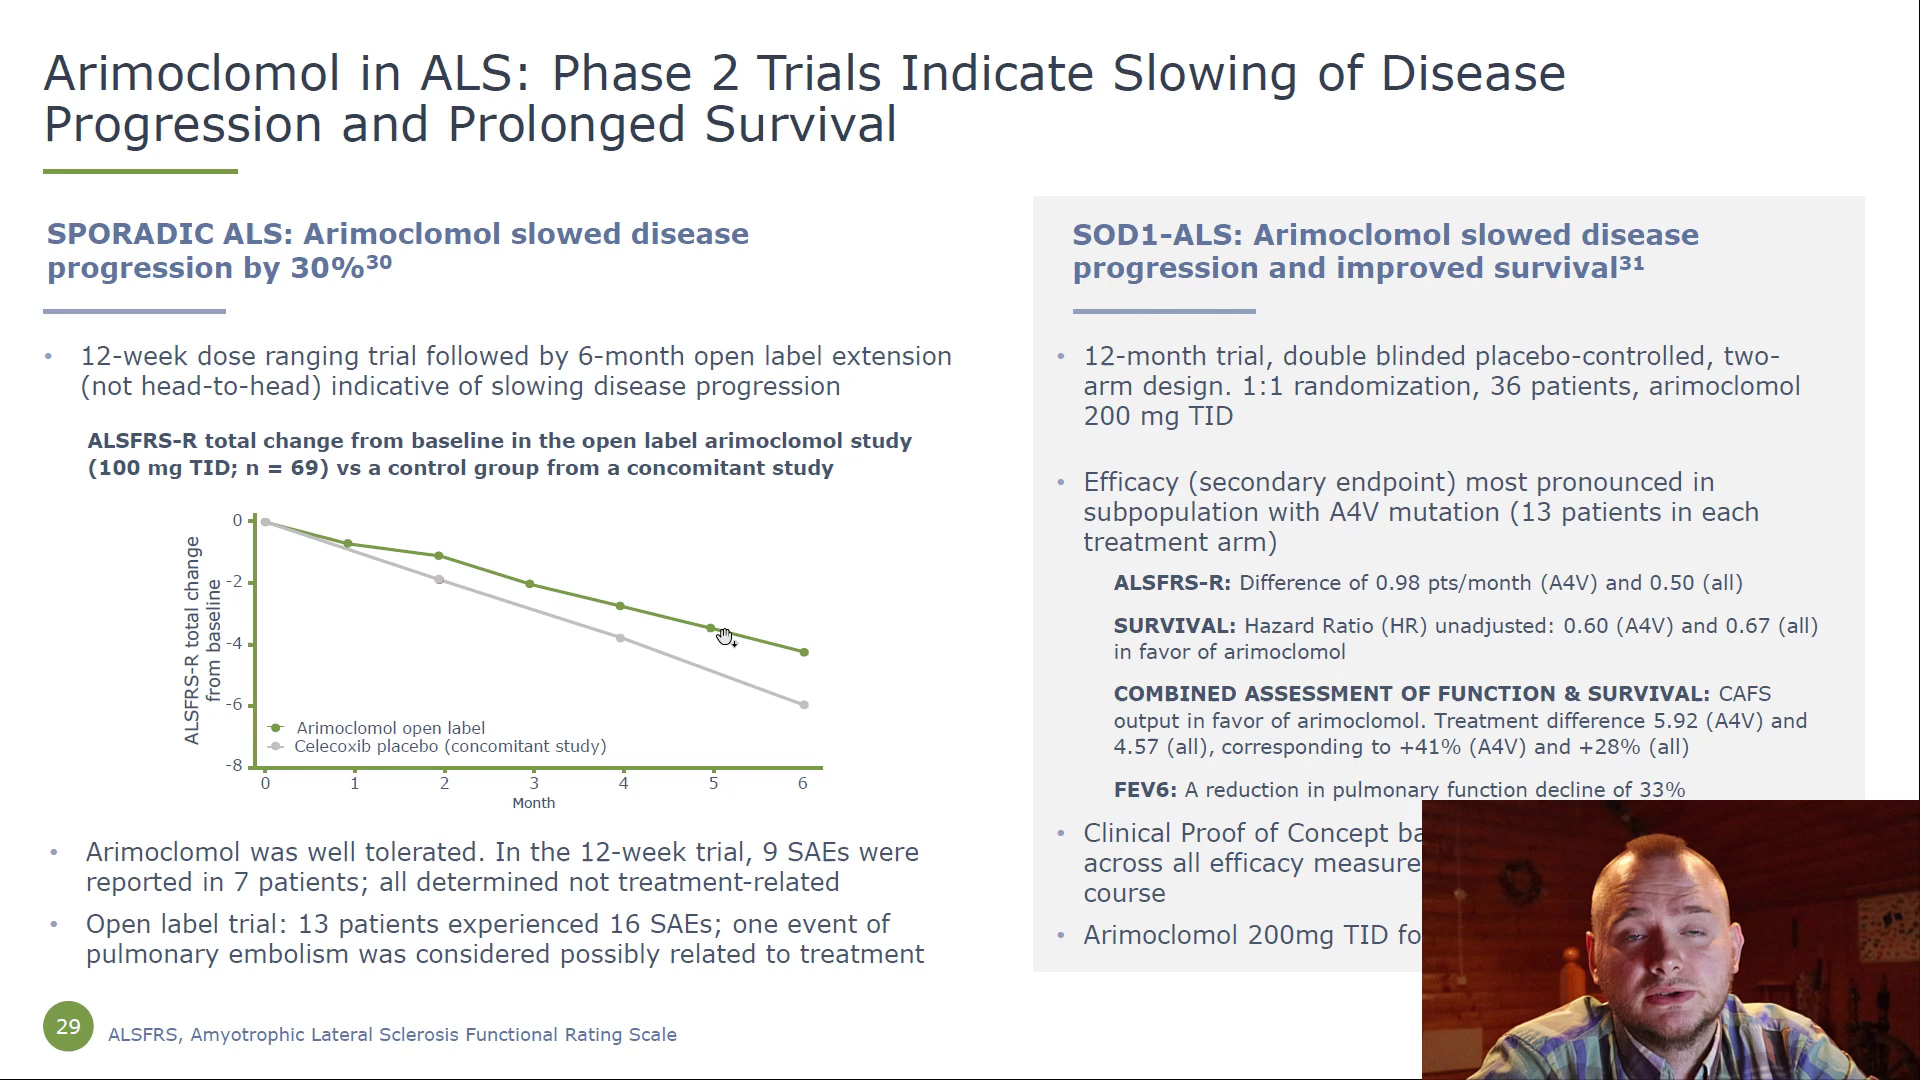 Arimoclomol in ALS: Phase 2 Trials Indicate Slowing of Disease
Progression and Prolonged Survival
SPORADIC ALS: Arimoclomol slowed disease
progression by 30%³⁰
• 12-week dose ranging trial followed by 6-month open label extension
(not head-to-head) indicative of slowing disease progression
ALSFRS-R total change from baseline in the open label arimoclomol study
(100 mg TID; n = 69) vs a control group from a concomitant study
ALSFRS-R total change
from baseline
0
-2
-4
-6
-8
Arimoclomol open label
Celecoxib placebo (concomitant study)
0 1 2 3 4 5 6
Month
• Arimoclomol was well tolerated. In the 12-week trial, 9 SAEs were
reported in 7 patients; all determined not treatment-related
• Open label trial: 13 patients experienced 16 SAEs; one event of
pulmonary embolism was considered possibly related to treatment
SOD1-ALS: Arimoclomol slowed disease
progression and improved survival³¹
• 12-month trial, double blinded placebo-controlled, two-
arm design. 1:1 randomization, 36 patients, arimoclomol
200 mg TID
• Efficacy (secondary endpoint) most pronounced in
subpopulation with A4V mutation (13 patients in each
treatment arm)
ALSFRS-R: Difference of 0.98 pts/month (A4V) and 0.50 (all)
SURVIVAL: Hazard Ratio (HR) unadjusted: 0.60 (A4V) and 0.67 (all)
in favor of arimoclomol
COMBINED ASSESSMENT OF FUNCTION & SURVIVAL: CAFS
output in favor of arimoclomol. Treatment difference 5.92 (A4V) and
4.57 (all), corresponding to +41% (A4V) and +28% (all)
FEV6: A reduction in pulmonary function decline of 33%
• Clinical Proof of Concept ba
across all efficacy measure
course
• Arimoclomol 200mg TID fo
29
ALSFRS, Amyotrophic Lateral Sclerosis Functional Rating Scale